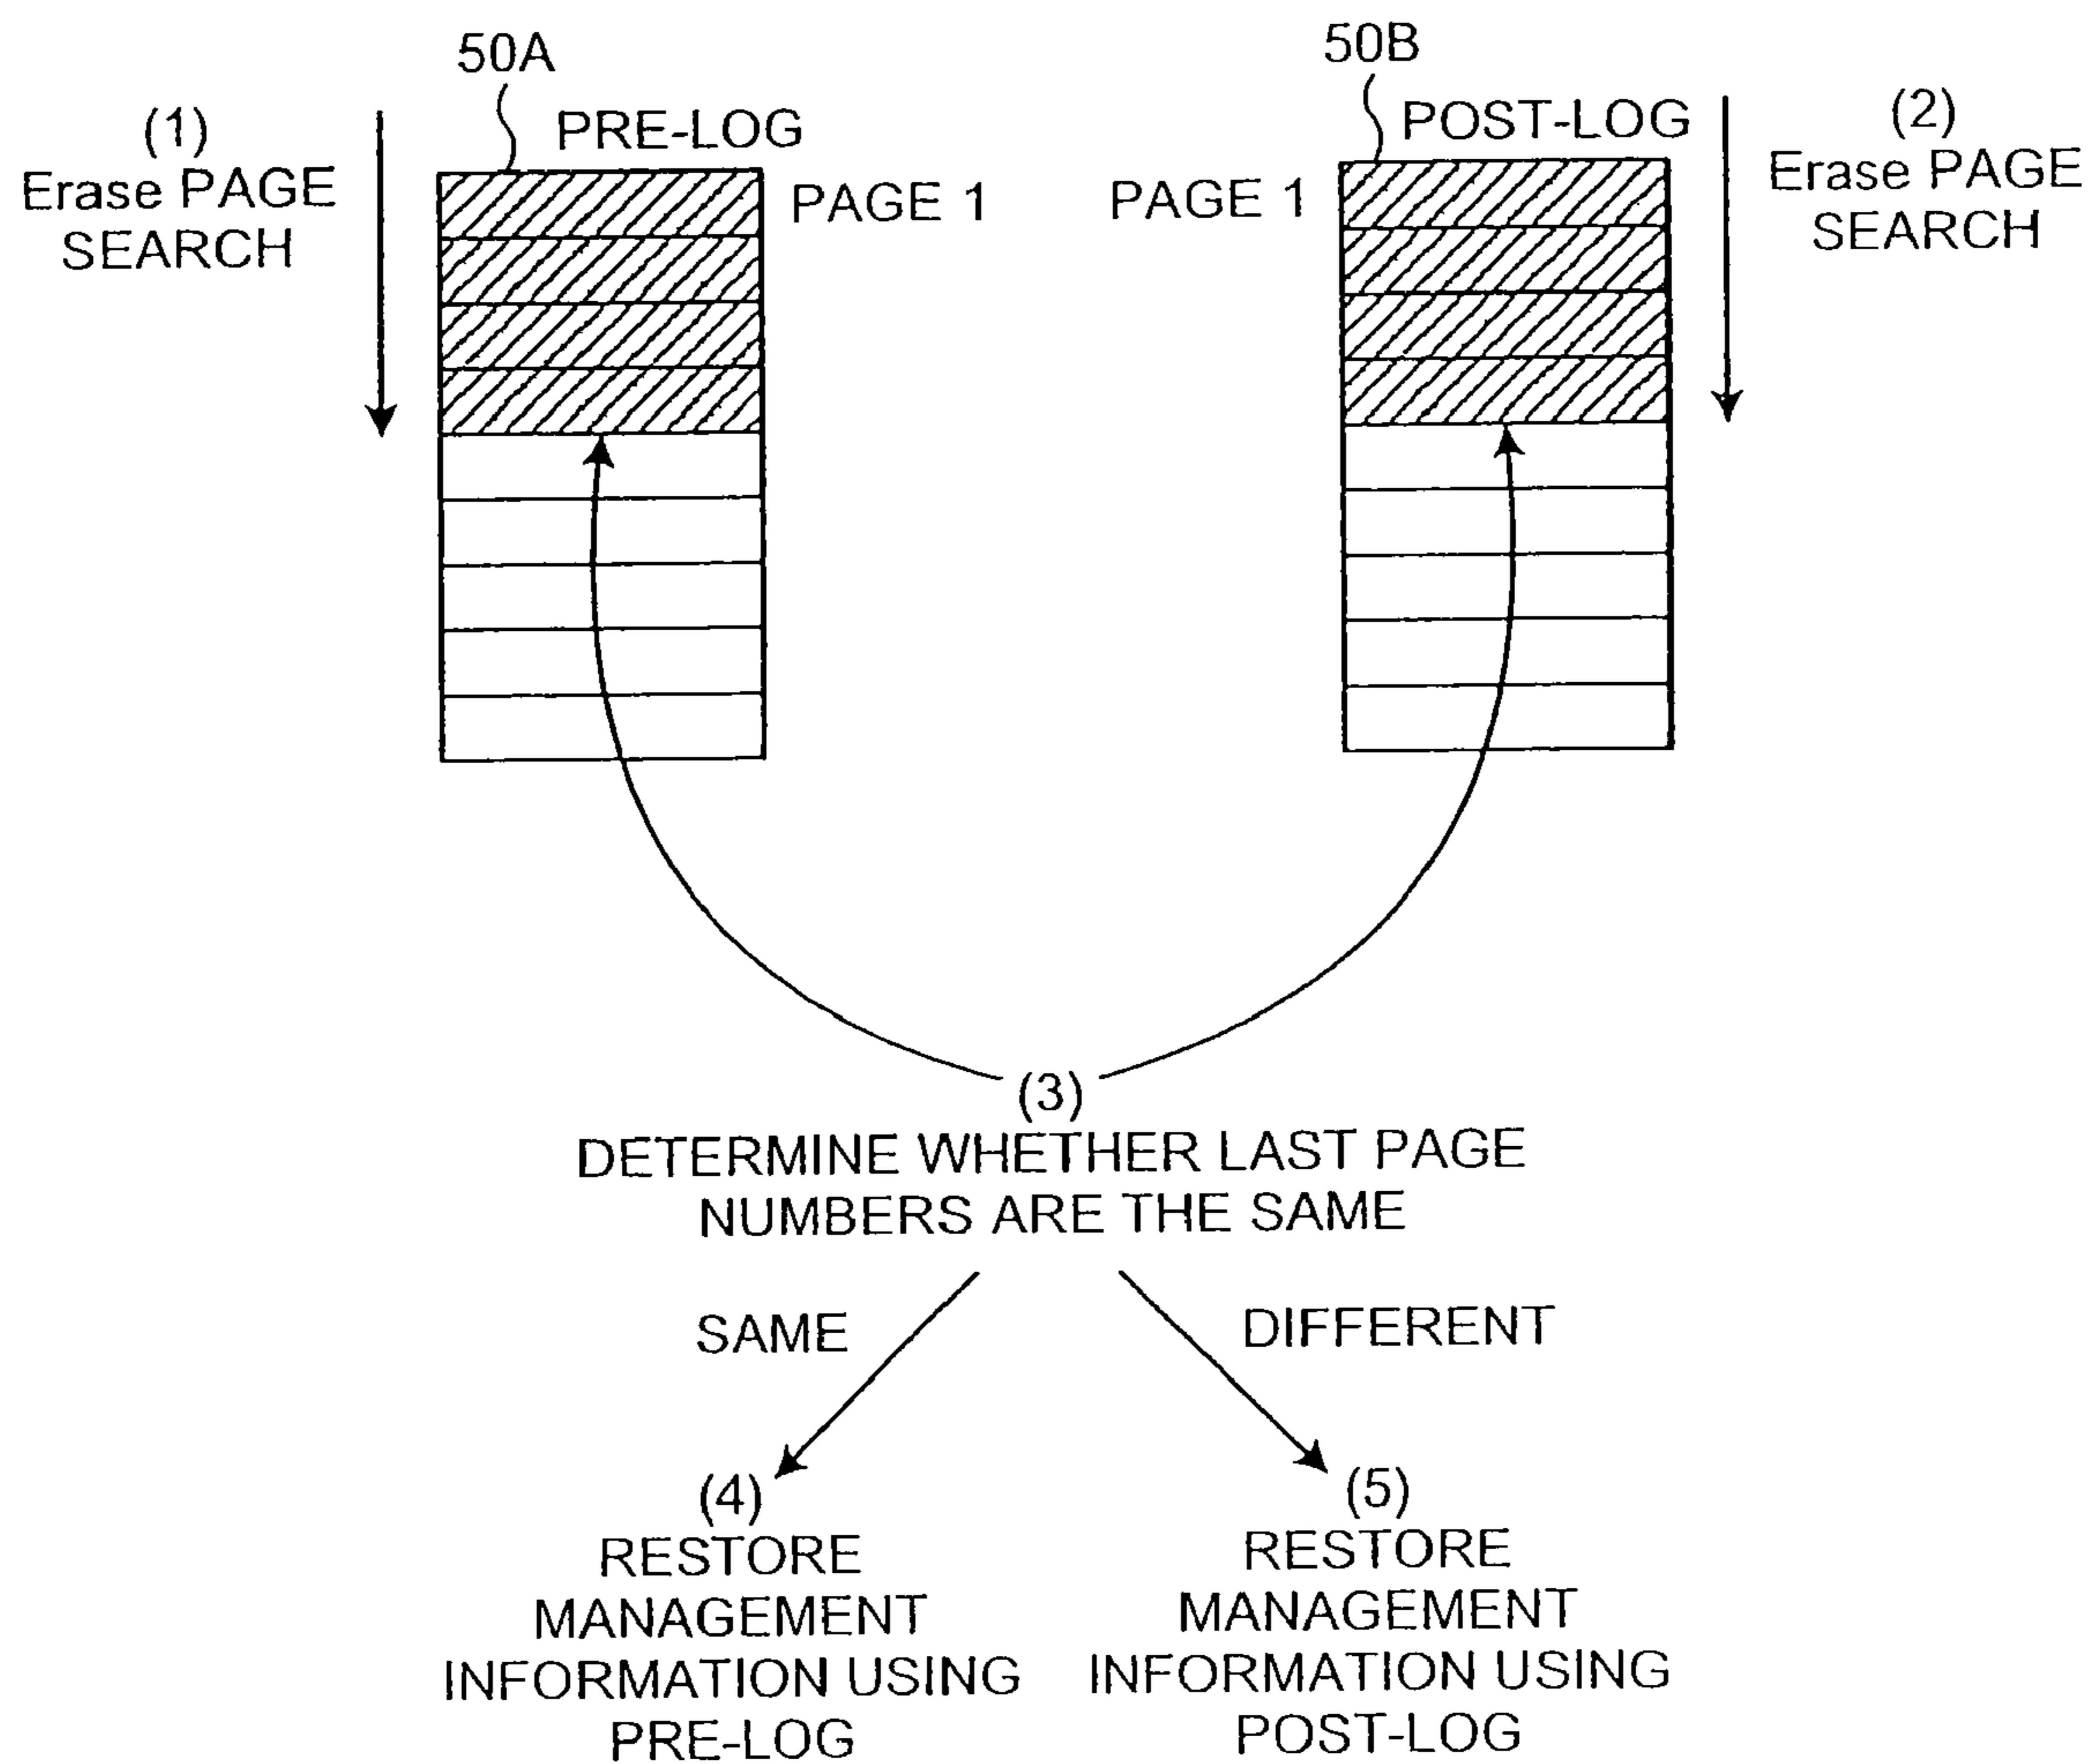 50A
50B
(1)
Erase PAGE
SEARCH
PRE-LOG
PAGE 1
POST-LOG
PAGE 1
(2)
Erase PAGE
SEARCH
(3)
DETERMINE WHETHER LAST PAGE
NUMBERS ARE THE SAME
SAME
DIFFERENT
(4)
RESTORE
MANAGEMENT
INFORMATION USING
PRE-LOG
(5)
RESTORE
MANAGEMENT
INFORMATION USING
POST-LOG